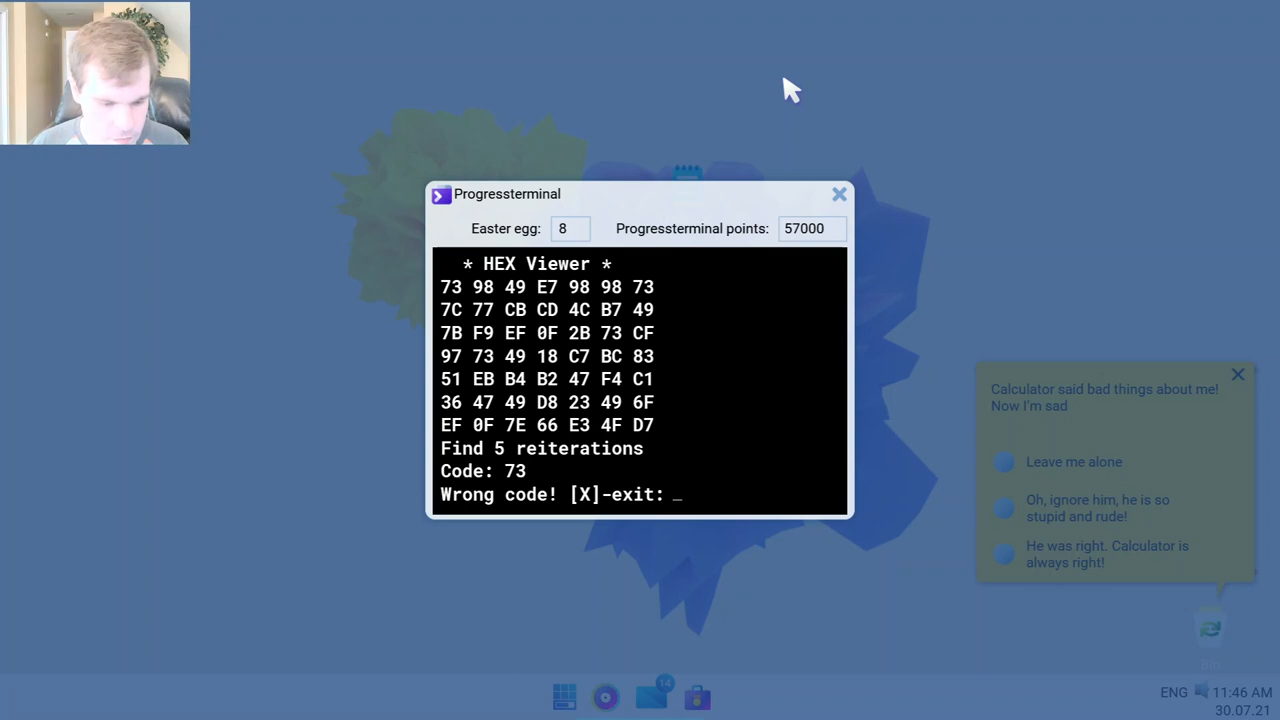 Progressterminal
Easter egg: 8 Progressterminal points: 57000
* HEX Viewer *
73 98 49 E7 98 98 73
7C 77 CB CD 4C B7 49
7B F9 EF 0F 2B 73 CF
97 73 49 18 C7 BC 83
51 EB B4 B2 47 F4 C1
36 47 49 D8 23 49 6F
EF 0F 7E 66 E3 4F D7
Find 5 reiterations
Code: 73
Wrong code! [X]-exit: _
Calculator said bad things about me!
Now I'm sad
Leave me alone
Oh, ignore him, he is so
stupid and rude!
He was right. Calculator is
always right!
Bin
14
ENG 11:46 AM
30.07.21